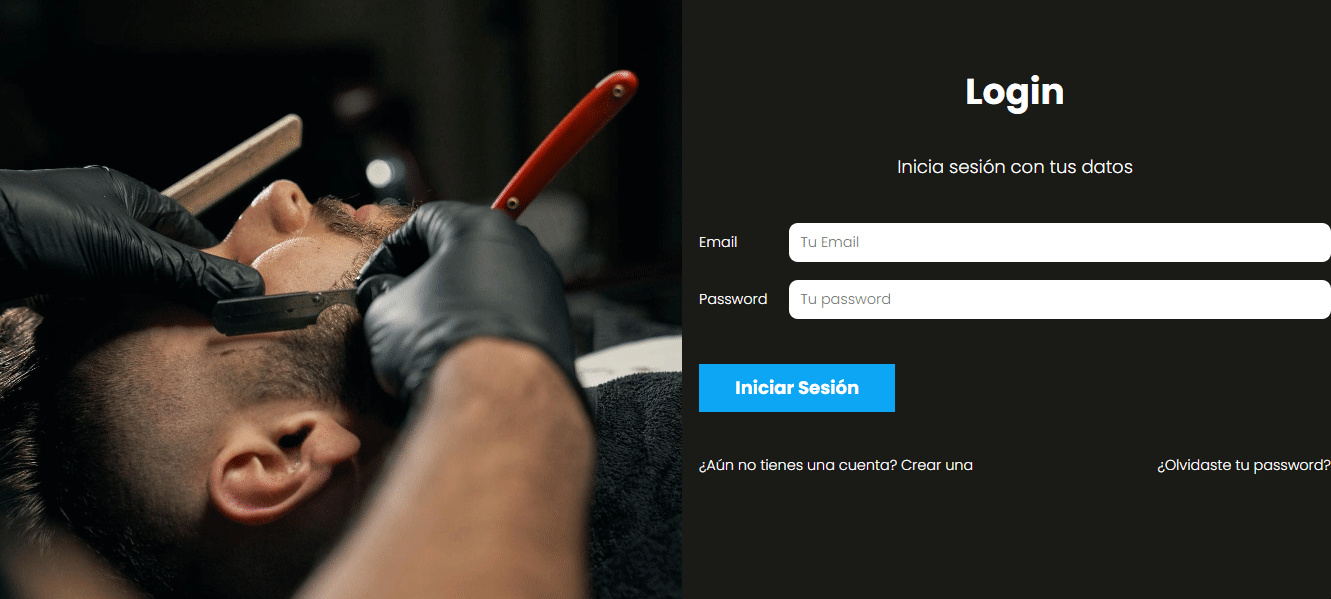 Login
Inicia sesión con tus datos
Email
Tu Email
Password
Tu password
Iniciar Sesión
¿Aún no tienes una cuenta? Crear una
¿Olvidaste tu password?